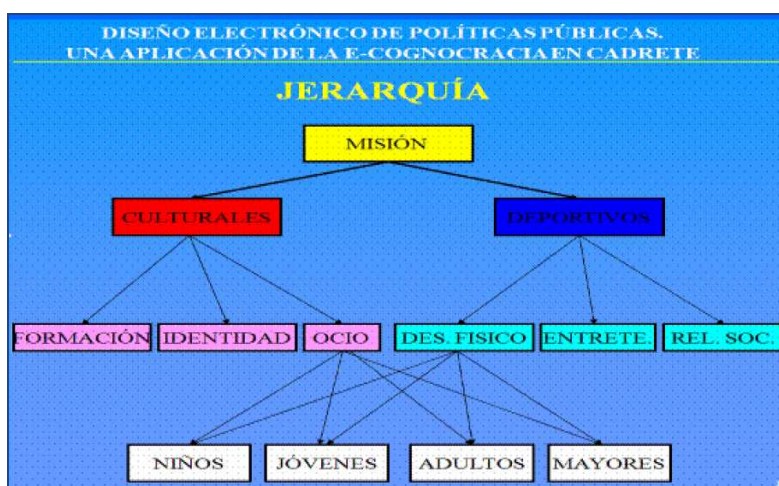 DISEÑO ELECTRÓNICO DE POLÍTICAS PÚBLICAS.
UNA APLICACIÓN DE LA E-COGNOCRACIA EN CADRETE
JERARQUÍA
MISIÓN
CULTURALES
DEPORTIVOS
FORMACIÓN
IDENTIDAD
OCIO
DES. FISICO
ENTRETE.
REL. SOC.
NIÑOS
JÓVENES
ADULTOS
MAYORES